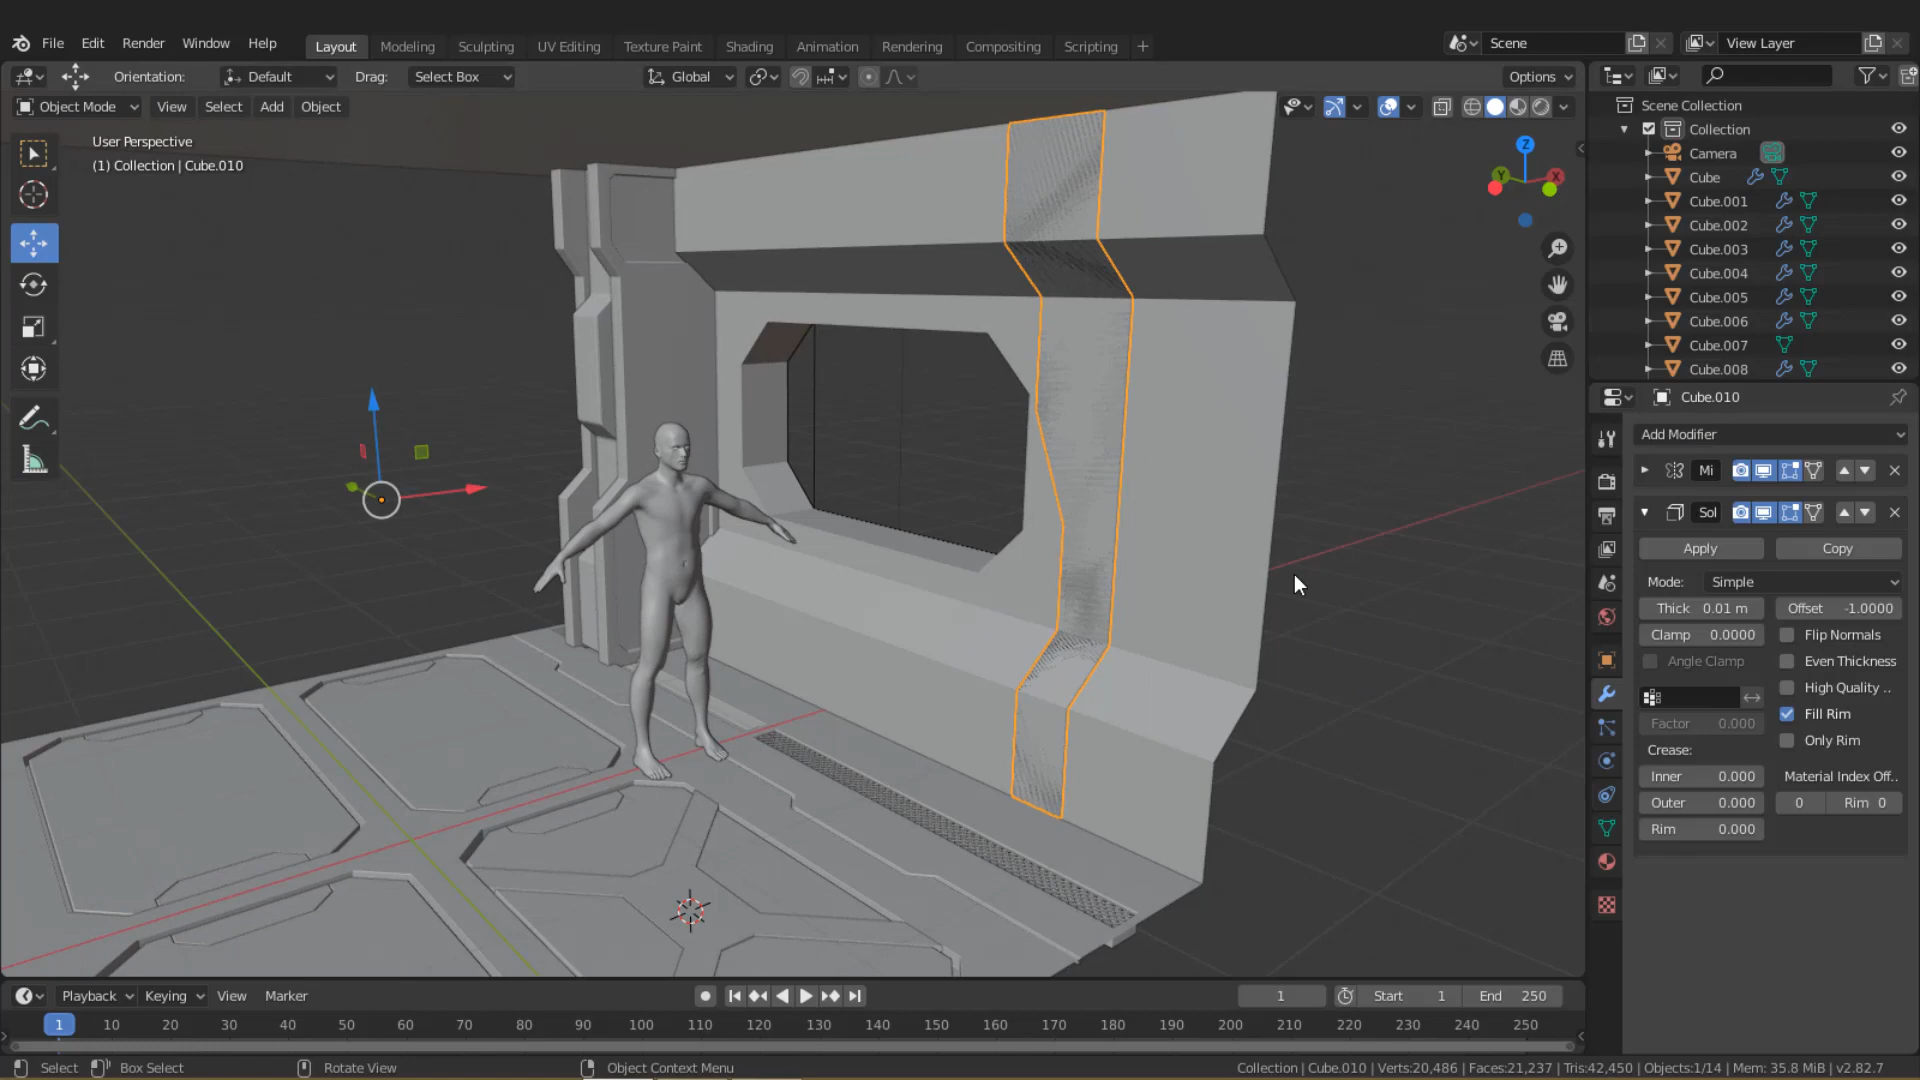 File Edit Render Window Help Layout Modeling Sculpting UV Editing Texture Paint Shading Animation Rendering Compositing Scripting + Scene View Layer
Orientation: Default Drag: Select Box Global Options
Object Mode View Select Add Object
User Perspective
(1) Collection | Cube.010
Z
Y
X
Scene Collection
Collection
Camera
Cube
Cube.001
Cube.002
Cube.003
Cube.004
Cube.005
Cube.006
Cube.007
Cube.008
Cube.010
Add Modifier
Mi
Sol
Apply Copy
Mode: Simple
Thick 0.01 m Offset -1.0000
Clamp 0.0000 Flip Normals
Angle Clamp Even Thickness
High Quality ..
Fill Rim
Factor 0.000
Only Rim
Crease:
Inner 0.000 Material Index Off..
Outer 0.000 0 Rim 0
Rim 0.000
Playback Keying View Marker 1 Start 1 End 250
1 10 20 30 40 50 60 70 80 90 100 110 120 130 140 150 160 170 180 190 200 210 220 230 240 250
Select Box Select Rotate View Object Context Menu Collection | Cube.010 | Verts:20,486 | Faces:21,237 | Tris:42,450 | Objects:1/14 | Mem: 35.8 MiB | v2.82.7